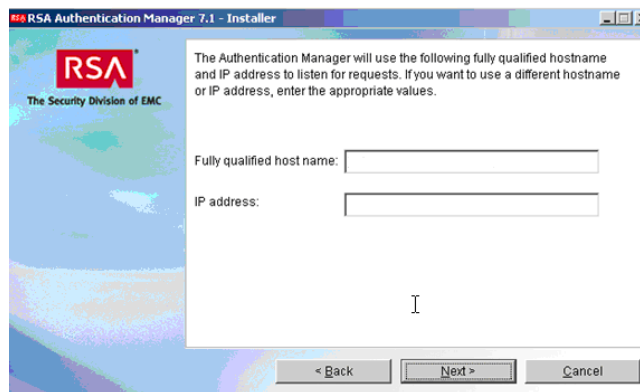 RSA RSA Authentication Manager 7.1 - Installer
RSA
The Security Division of EMC
The Authentication Manager will use the following fully qualified hostname
and IP address to listen for requests. If you want to use a different hostname
or IP address, enter the appropriate values.
Fully qualified host name:
IP address:
< Back
Next >
Cancel